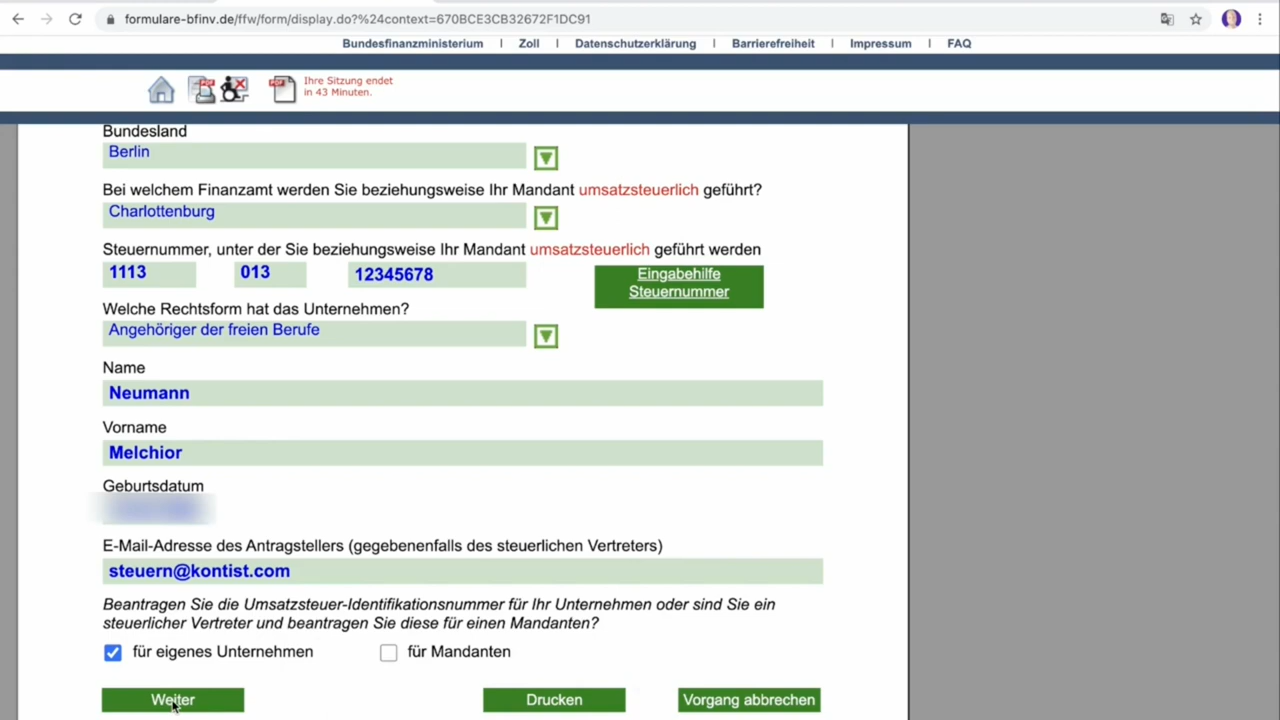 formulare-bfinv.de/ffw/form/display.do?%24context=670BCE3CB32672F1DC91
Bundesfinanzministerium | Zoll | Datenschutzerklärung | Barrierefreiheit | Impressum | FAQ
Ihre Sitzung endet
in 43 Minuten.
Bundesland
Berlin
Bei welchem Finanzamt werden Sie beziehungsweise Ihr Mandant umsatzsteuerlich geführt?
Charlottenburg
Steuernummer, unter der Sie beziehungsweise Ihr Mandant umsatzsteuerlich geführt werden
1113 013 12345678
Eingabehilfe
Steuernummer
Welche Rechtsform hat das Unternehmen?
Angehöriger der freien Berufe
Name
Neumann
Vorname
Melchior
Geburtsdatum
E-Mail-Adresse des Antragstellers (gegebenenfalls des steuerlichen Vertreters)
steuern@kontist.com
Beantragen Sie die Umsatzsteuer-Identifikationsnummer für Ihr Unternehmen oder sind Sie ein
steuerlicher Vertreter und beantragen Sie diese für einen Mandanten?
für eigenes Unternehmen für Mandanten
Weiter Drucken Vorgang abbrechen